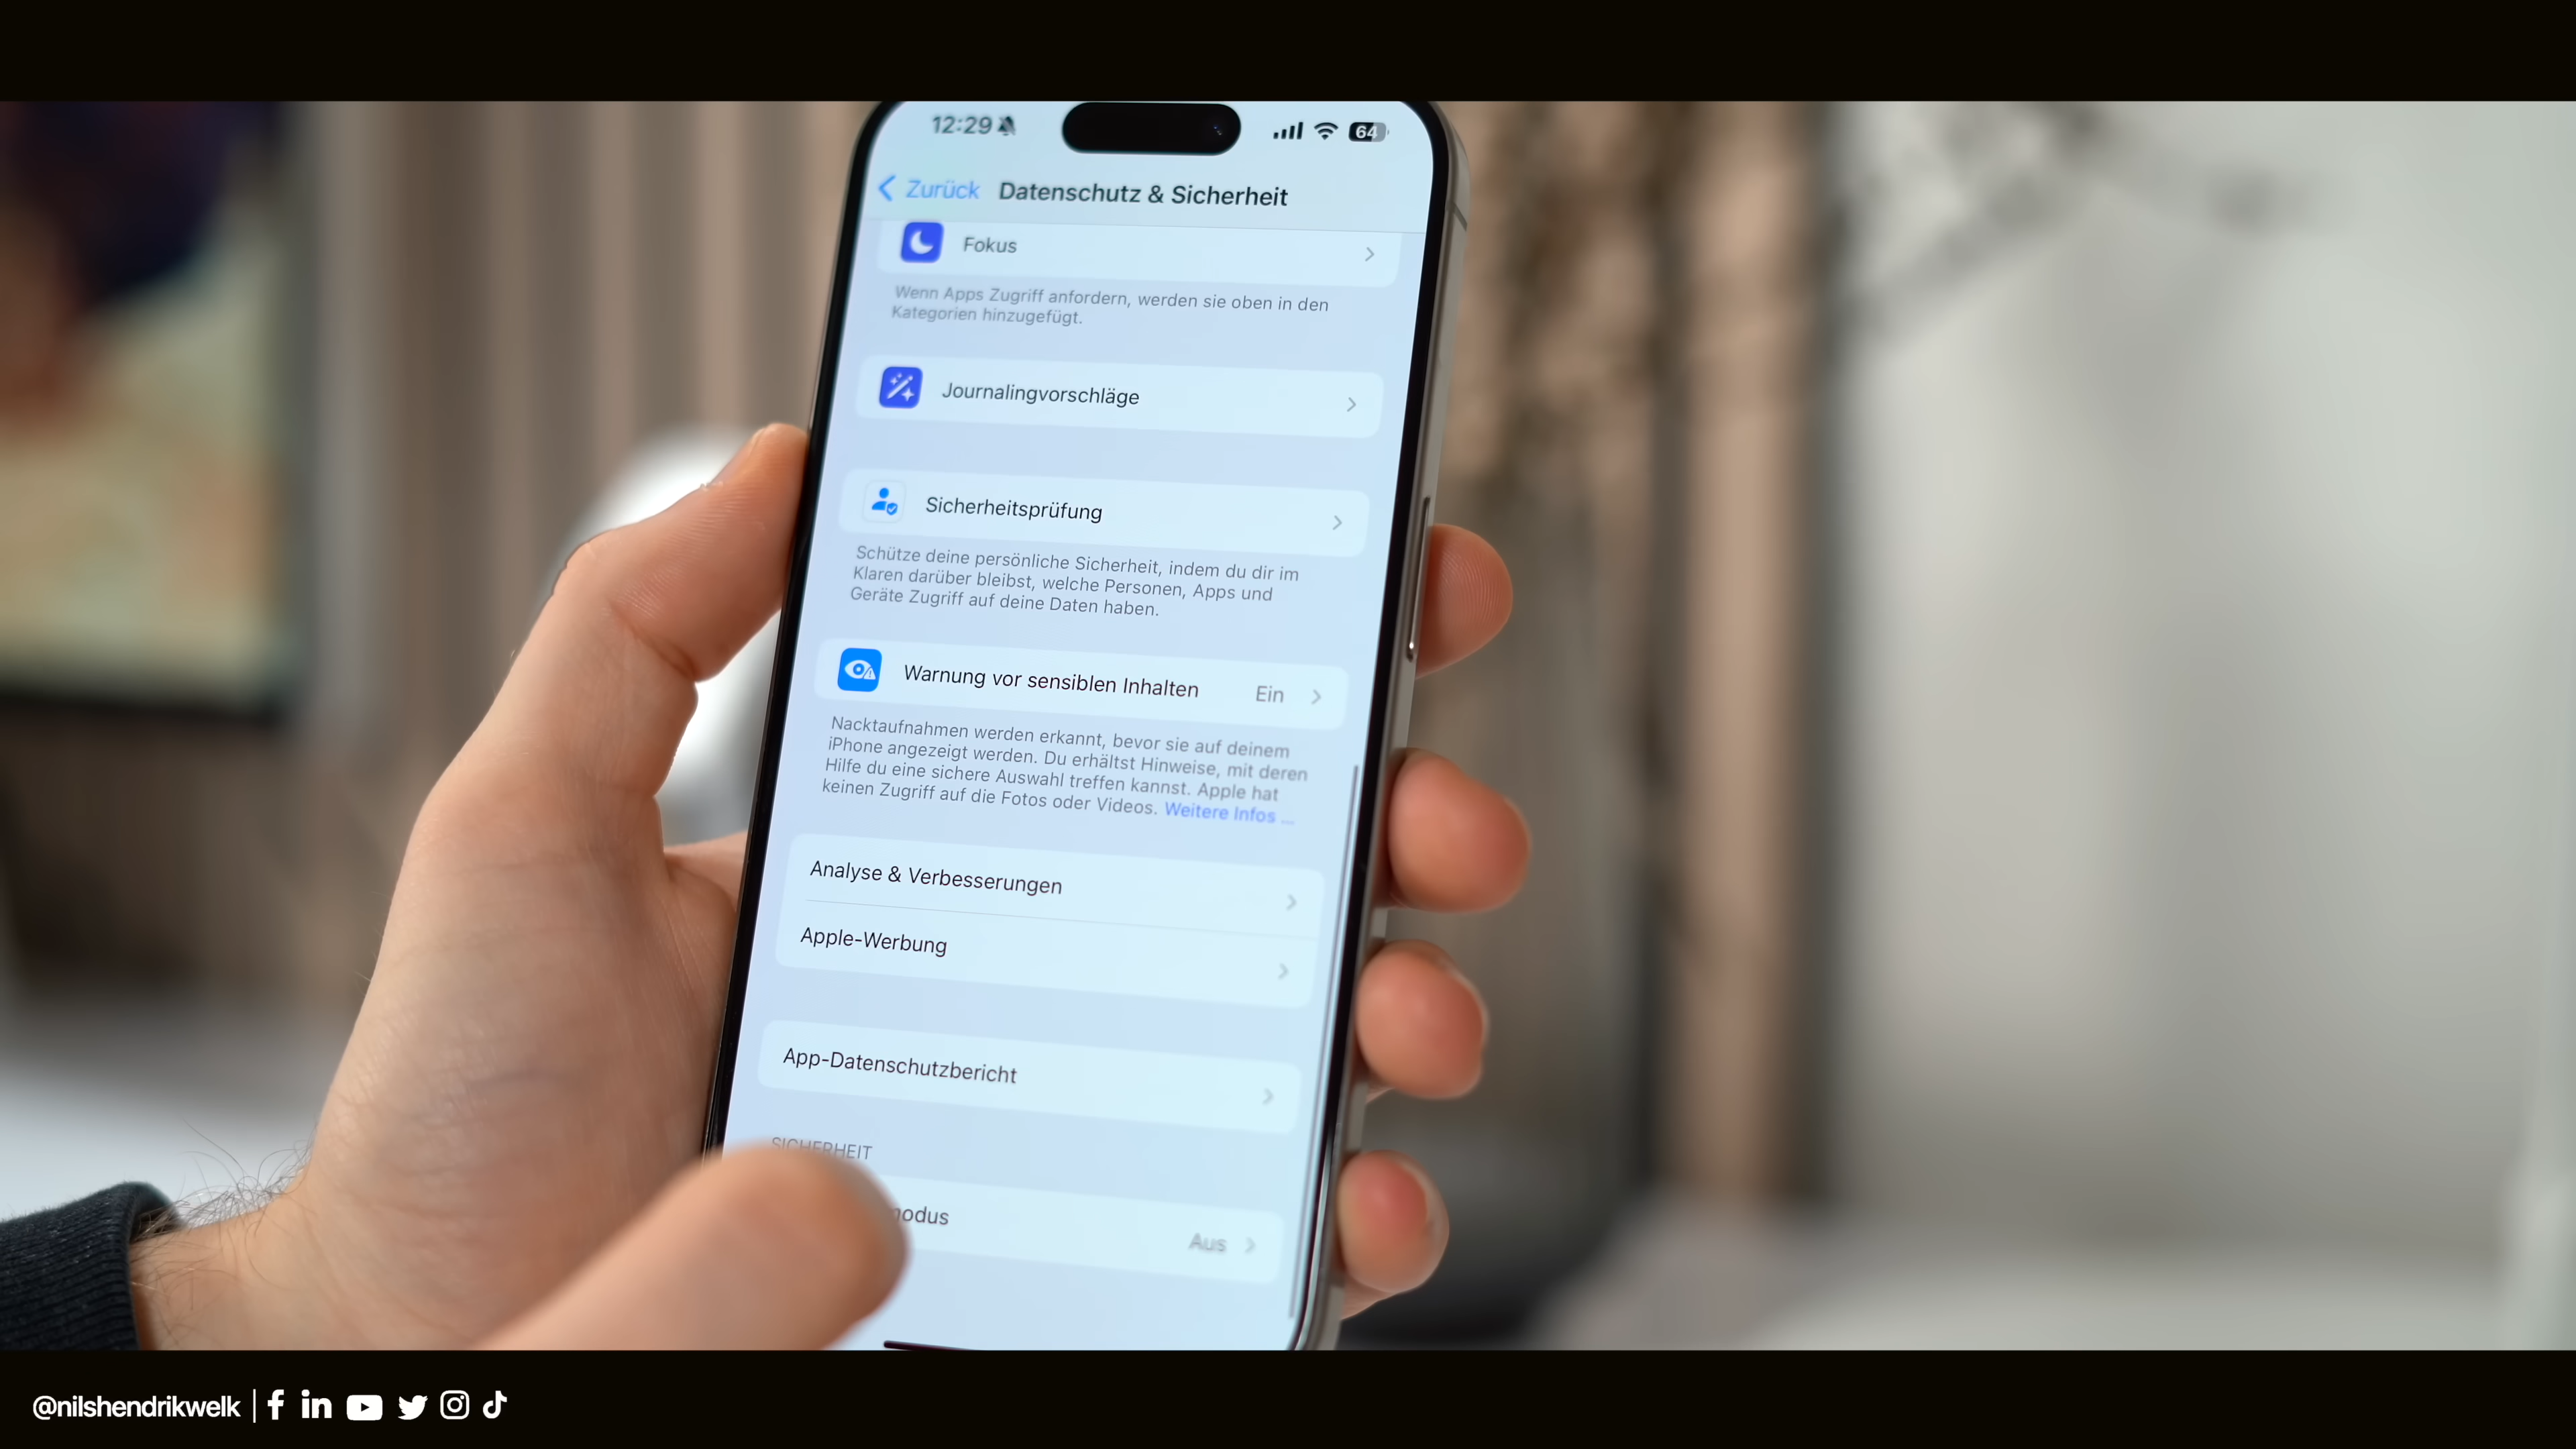 12:29
64
Zurück Datenschutz & Sicherheit
Fokus
Wenn Apps Zugriff anfordern, werden sie oben in den
Kategorien hinzugefügt.
Journalingvorschläge
Sicherheitsprüfung
Schütze deine persönliche Sicherheit, indem du dir im
Klaren darüber bleibst, welche Personen, Apps und
Geräte Zugriff auf deine Daten haben.
Warnung vor sensiblen Inhalten Ein
Nacktaufnahmen werden erkannt, bevor sie auf deinem
iPhone angezeigt werden. Du erhältst Hinweise, mit deren
Hilfe du eine sichere Auswahl treffen kannst. Apple hat
keinen Zugriff auf die Fotos oder Videos. Weitere Infos ...
Analyse & Verbesserungen
Apple-Werbung
App-Datenschutzbericht
SICHERHEIT
Aus
@nilshendrikwelk